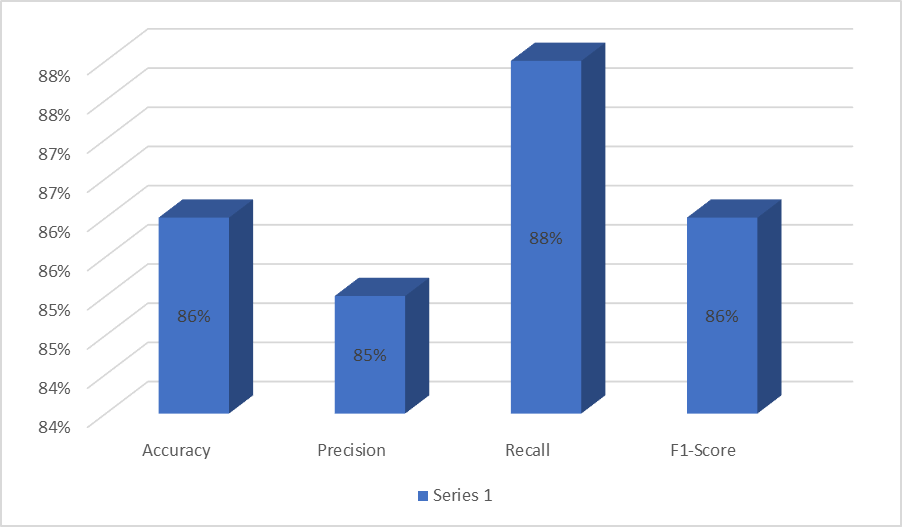 88%
88%
87%
87%
86%
86%
85%
85%
84%
84%
86%
85%
88%
86%
Accuracy
Precision
Recall
F1-Score
Series 1